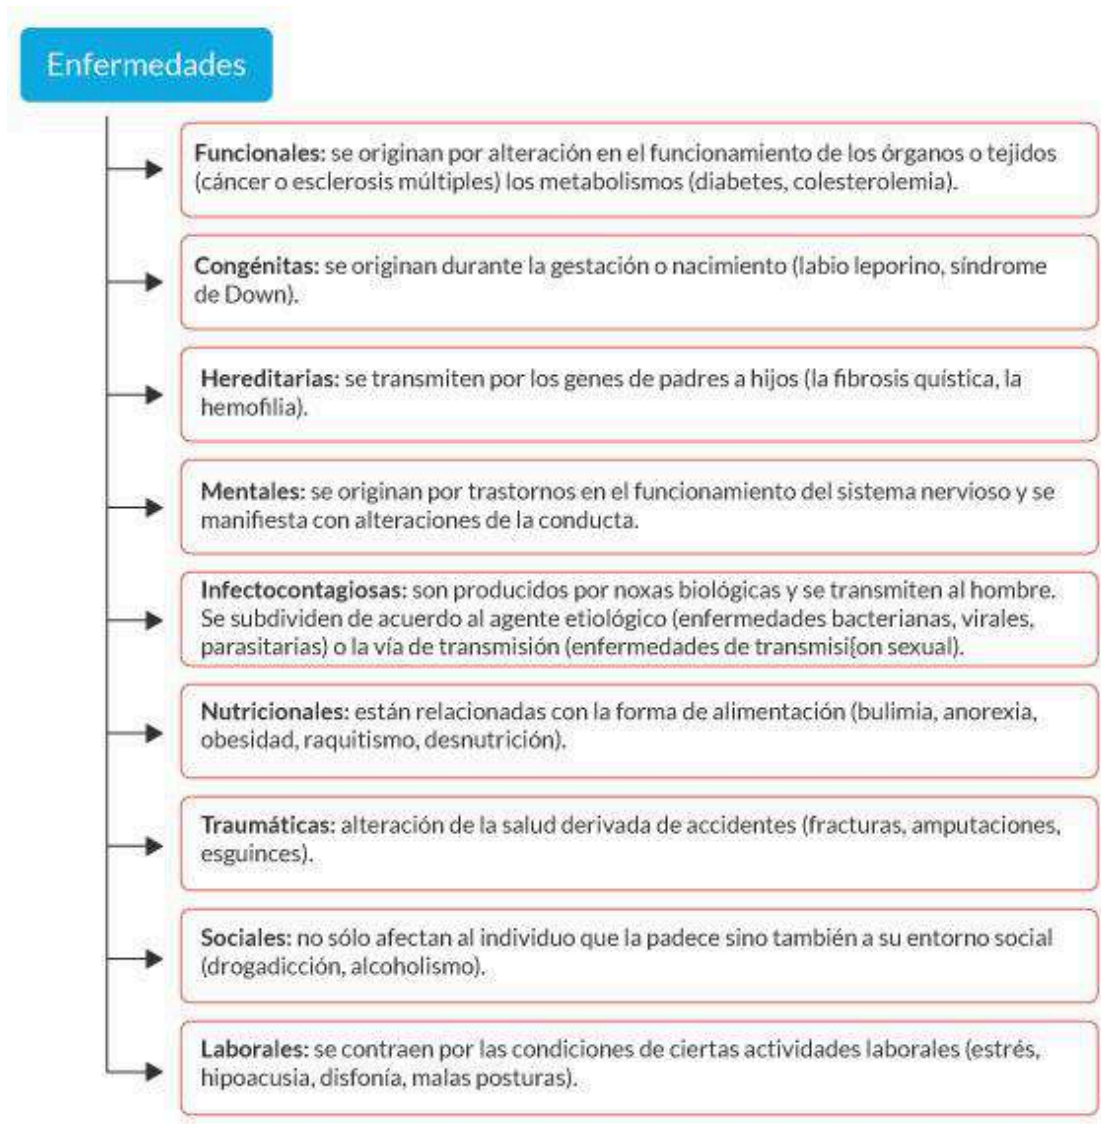 Enfermedades
Funcionales: se originan por alteración en el funcionamiento de los órganos o tejidos
(cáncer o esclerosis múltiples) los metabolismos (diabetes, colesterolemia).
Congénitas: se originan durante la gestación o nacimiento (labio leporino, síndrome
de Down).
Hereditarias: se transmiten por los genes de padres a hijos (la fibrosis quística, la
hemofilia).
Mentales: se originan por trastornos en el funcionamiento del sistema nervioso y se
manifiesta con alteraciones de la conducta.
Infectocontagiosas: son producidos por noxas biológicas y se transmiten al hombre.
Se subdividen de acuerdo al agente etiológico (enfermedades bacterianas, virales,
parasitarias) o la vía de transmisión (enfermedades de transmisi{on sexual).
Nutricionales: están relacionadas con la forma de alimentación (bulimia, anorexia,
obesidad, raquitismo, desnutrición).
Traumáticas: alteración de la salud derivada de accidentes (fracturas, amputaciones,
esguinces).
Sociales: no sólo afectan al individuo que la padece sino también a su entorno social
(drogadicción, alcoholismo).
Laborales: se contraen por las condiciones de ciertas actividades laborales (estrés,
hipoacusia, disfonía, malas posturas).